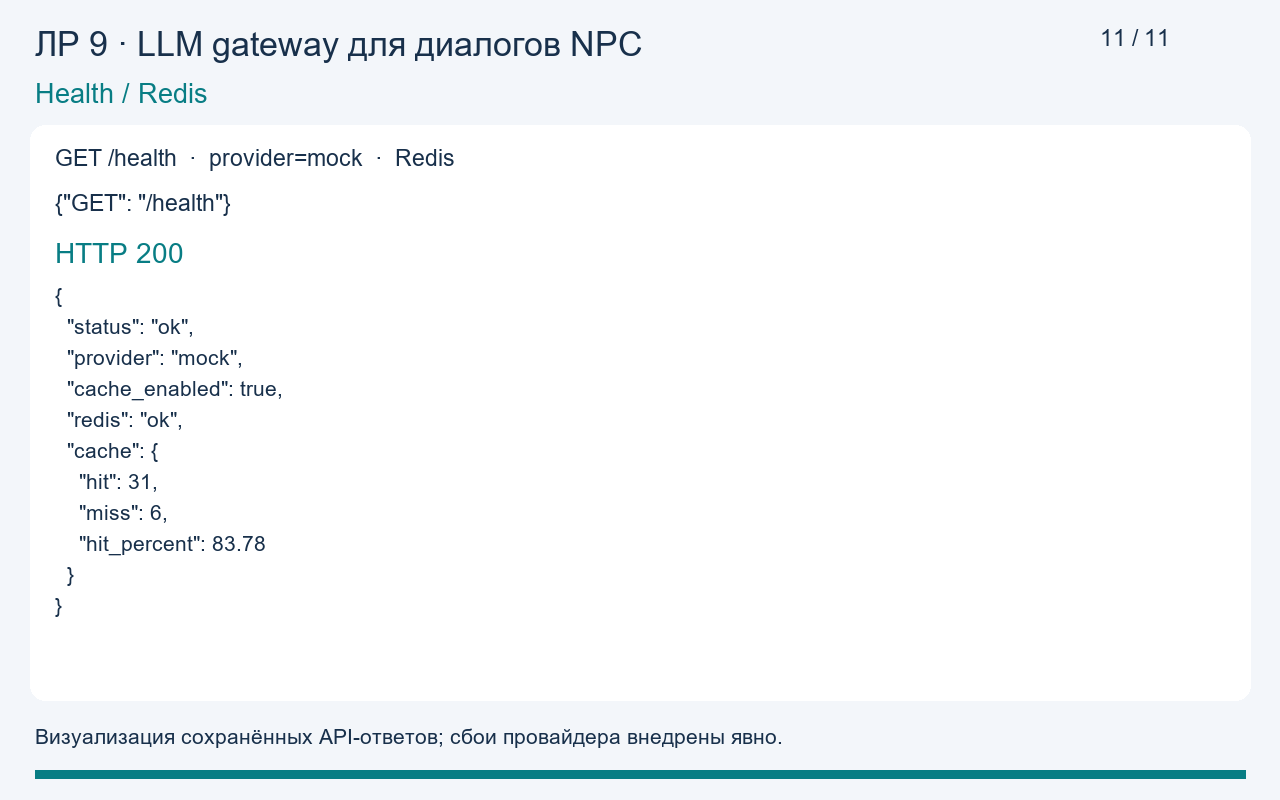 ЛР 9 · LLM gateway для диалогов NPC
11 / 11
Health / Redis
GET /health · provider=mock · Redis
{"GET": "/health"}
HTTP 200
{
"status": "ok",
"provider": "mock",
"cache_enabled": true,
"redis": "ok",
"cache": {
"hit": 31,
"miss": 6,
"hit_percent": 83.78
}
}
Визуализация сохранённых API-ответов; сбои провайдера внедрены явно.